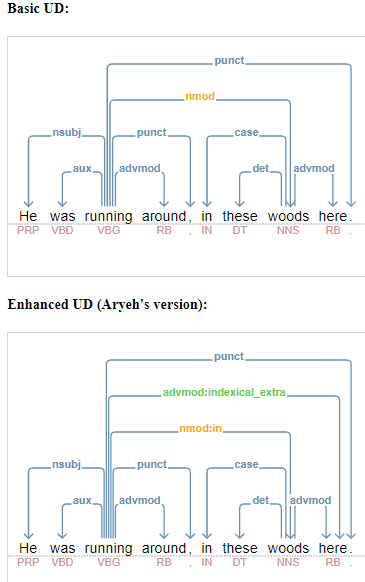 Basic UD:
punct
nmod
nsubj punct case
aux advmod det advmod
He was running around , in these woods here .
PRP VBD VBG RB , IN DT NNS RB .
Enhanced UD (Aryeh's version):
punct
advmod:indexical_extra
nmod:in
nsubj punct case
aux advmod det advmod
He was running around , in these woods here .
PRP VBD VBG RB , IN DT NNS RB .